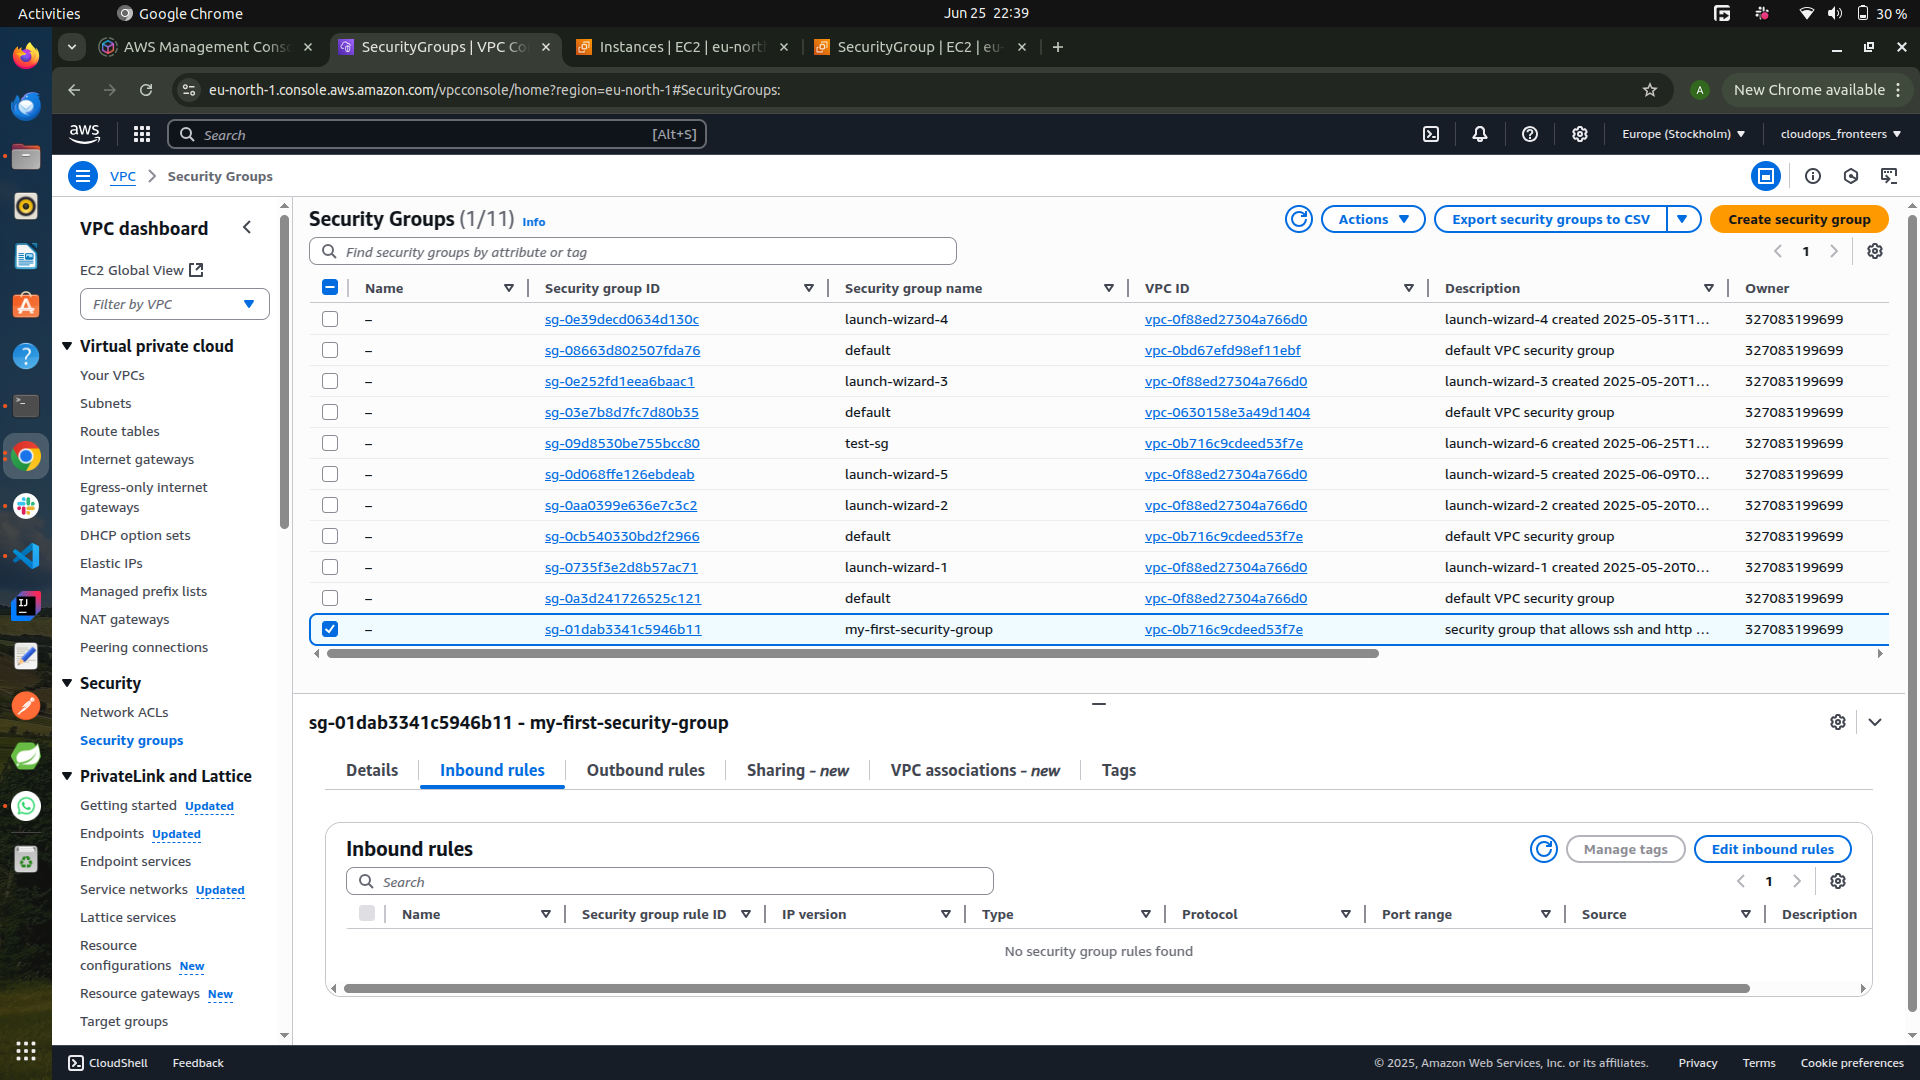 Activities
Google Chrome
Jun 25 22:39
30 %
AWS Management Conso
SecurityGroups | VPC Co
Instances | EC2 | eu-north
SecurityGroup | EC2 | eu-
eu-north-1.console.aws.amazon.com/vpcconsole/home?region=eu-north-1#SecurityGroups:
A
New Chrome available
aws
Search
[Alt+S]
Europe (Stockholm)
cloudops_fronteers
VPC
Security Groups
VPC dashboard
EC2 Global View
Filter by VPC
Virtual private cloud
Your VPCs
Subnets
Route tables
Internet gateways
Egress-only internet
gateways
DHCP option sets
Elastic IPs
Managed prefix lists
NAT gateways
Peering connections
Security
Network ACLs
Security groups
PrivateLink and Lattice
Getting started Updated
Endpoints Updated
Endpoint services
Service networks Updated
Lattice services
Resource
configurations New
Resource gateways New
Target groups
Security Groups (1/11) Info
Actions
Export security groups to CSV
Create security group
Find security groups by attribute or tag
1
Name Security group ID Security group name VPC ID Description Owner
– sg-0e39decd0634d130c launch-wizard-4 vpc-0f88ed27304a766d0 launch-wizard-4 created 2025-05-31T1... 327083199699
– sg-08663d802507fda76 default vpc-0bd67efd98ef11ebf default VPC security group 327083199699
– sg-0e252fd1eea6baac1 launch-wizard-3 vpc-0f88ed27304a766d0 launch-wizard-3 created 2025-05-20T1... 327083199699
– sg-03e7b8d7fc7d80b35 default vpc-0630158e3a49d1404 default VPC security group 327083199699
– sg-09d8530be755bcc80 test-sg vpc-0b716c9cdeed53f7e launch-wizard-6 created 2025-06-25T1... 327083199699
– sg-0d068ffe126ebdeab launch-wizard-5 vpc-0f88ed27304a766d0 launch-wizard-5 created 2025-06-09T0... 327083199699
– sg-0aa0399e636e7c3c2 launch-wizard-2 vpc-0f88ed27304a766d0 launch-wizard-2 created 2025-05-20T0... 327083199699
– sg-0cb540330bd2f2966 default vpc-0b716c9cdeed53f7e default VPC security group 327083199699
– sg-0735f3e2d8b57ac71 launch-wizard-1 vpc-0f88ed27304a766d0 launch-wizard-1 created 2025-05-20T0... 327083199699
– sg-0a3d241726525c121 default vpc-0f88ed27304a766d0 default VPC security group 327083199699
– sg-01dab3341c5946b11 my-first-security-group vpc-0b716c9cdeed53f7e security group that allows ssh and http ... 327083199699
sg-01dab3341c5946b11 - my-first-security-group
Details
Inbound rules
Outbound rules
Sharing - new
VPC associations - new
Tags
Inbound rules
Manage tags
Edit inbound rules
Search
1
Name Security group rule ID IP version Type Protocol Port range Source Description
No security group rules found
CloudShell
Feedback
© 2025, Amazon Web Services, Inc. or its affiliates.
Privacy
Terms
Cookie preferences